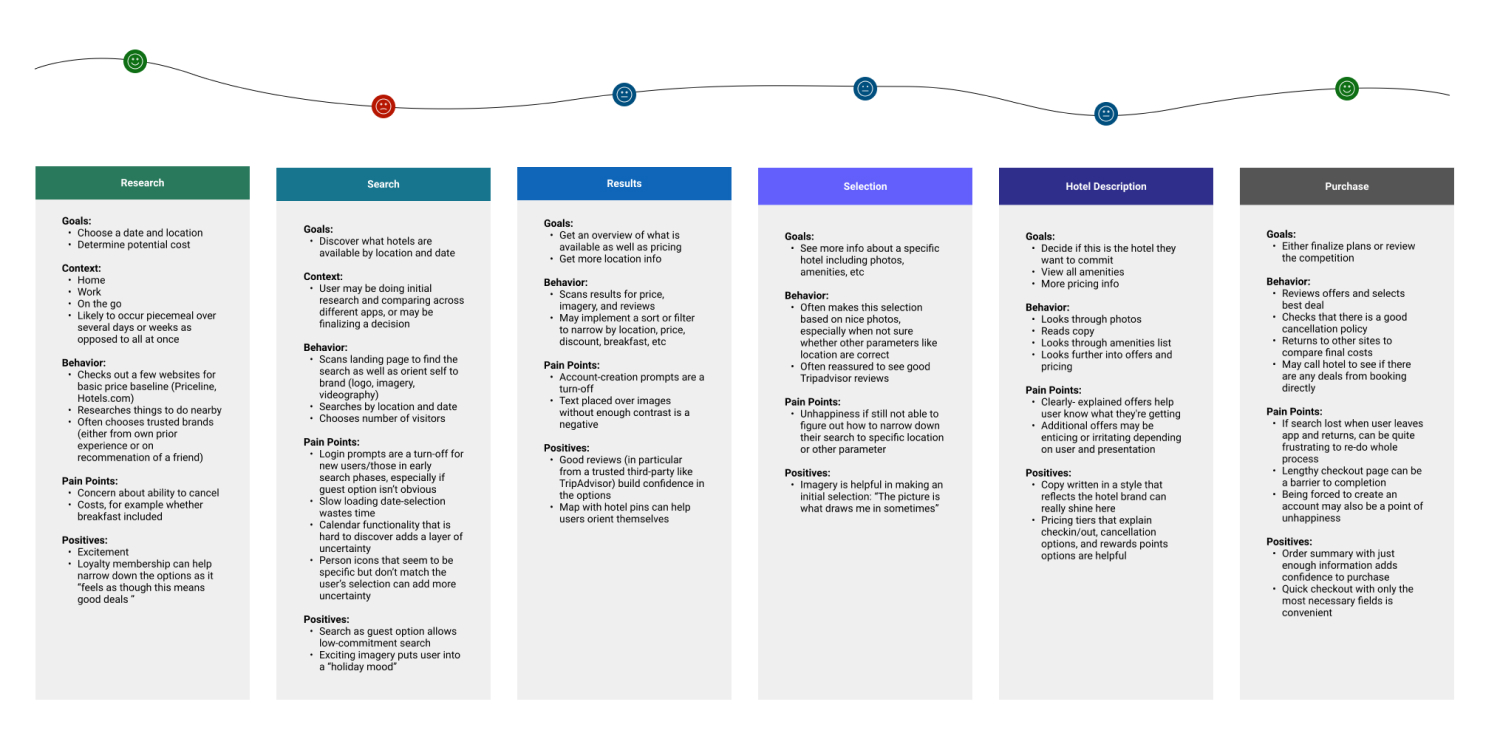 Research
Goals:
• Choose a date and location
• Determine potential cost
Context:
• Home
• Work
• On the go
• Likely to occur piecemeal over
several days or weeks as
opposed to all at once
Behavior:
• Checks out a few websites for
basic price baseline (Priceline,
Hotels.com)
• Researches things to do nearby
• Often chooses trusted brands
(either from own prior
experience or on
recommenation of a friend)
Pain Points:
• Concern about ability to cancel
• Costs, for example whether
breakfast included
Positives:
• Excitement
• Loyalty membership can help
narrow down the options as it
“feels as though this means
good deals “
Search
Goals:
• Discover what hotels are
available by location and date
Context:
• User may be doing initial
research and comparing across
different apps, or may be
finalizing a decision
Behavior:
• Scans landing page to find the
search as well as orient self to
brand (logo, imagery,
videography)
• Searches by location and date
• Chooses number of visitors
Pain Points:
• Login prompts are a turn-off for
new users/those in early
search phases, especially if
guest option isn’t obvious
• Slow loading date-selection
wastes time
• Calendar functionality that is
hard to discover adds a layer of
uncertainty
• Person icons that seem to be
specific but don’t match the
user’s selection can add more
uncertainty
Positives:
• Search as guest option allows
low-commitment search
• Exciting imagery puts user into
a “holiday mood”
Results
Goals:
• Get an overview of what is
available as well as pricing
• Get more location info
Behavior:
• Scans results for price,
imagery, and reviews
• May implement a sort or filter
to narrow by location, price,
discount, breakfast, etc
Pain Points:
• Account-creation prompts are a
turn-off
• Text placed over images
without enough contrast is a
negative
Positives:
• Good reviews (in particular
from a trusted third-party like
TripAdvisor) build confidence in
the options
• Map with hotel pins can help
users orient themselves
Selection
Goals:
• See more info about a specific
hotel including photos,
amenities, etc
Behavior:
• Often makes this selection
based on nice photos,
especially when not sure
whether other parameters like
location are correct
• Often reassured to see good
Tripadvisor reviews
Pain Points:
• Unhappiness if still not able to
figure out how to narrow down
their search to specific location
or other parameter
Positives:
• Imagery is helpful in making an
initial selection: “The picture is
what draws me in sometimes”
Hotel Description
Goals:
• Decide if this is the hotel they
want to commit
• View all amenities
• More pricing info
Behavior:
• Looks through photos
• Reads copy
• Looks through amenities list
• Looks further into offers and
pricing
Pain Points:
• Clearly- explained offers help
user know what they're getting
• Additional offers may be
enticing or irritating depending
on user and presentation
Positives:
• Copy written in a style that
reflects the hotel brand can
really shine here
• Pricing tiers that explain
checkin/out, cancellation
options, and rewards points
options are helpful
Purchase
Goals:
• Either finalize plans or review
the competition
Behavior:
• Reviews offers and selects
best deal
• Checks that there is a good
cancellation policy
• Returns to other sites to
compare final costs
• May call hotel to see if there
are any deals from booking
directly
Pain Points:
• If search lost when user leaves
app and returns, can be quite
frustrating to re-do whole
process
• Lengthy checkout page can be
a barrier to completion
• Being forced to create an
account may also be a point of
unhappiness
Positives:
• Order summary with just
enough information adds
confidence to purchase
• Quick checkout with only the
most necessary fields is
convenient